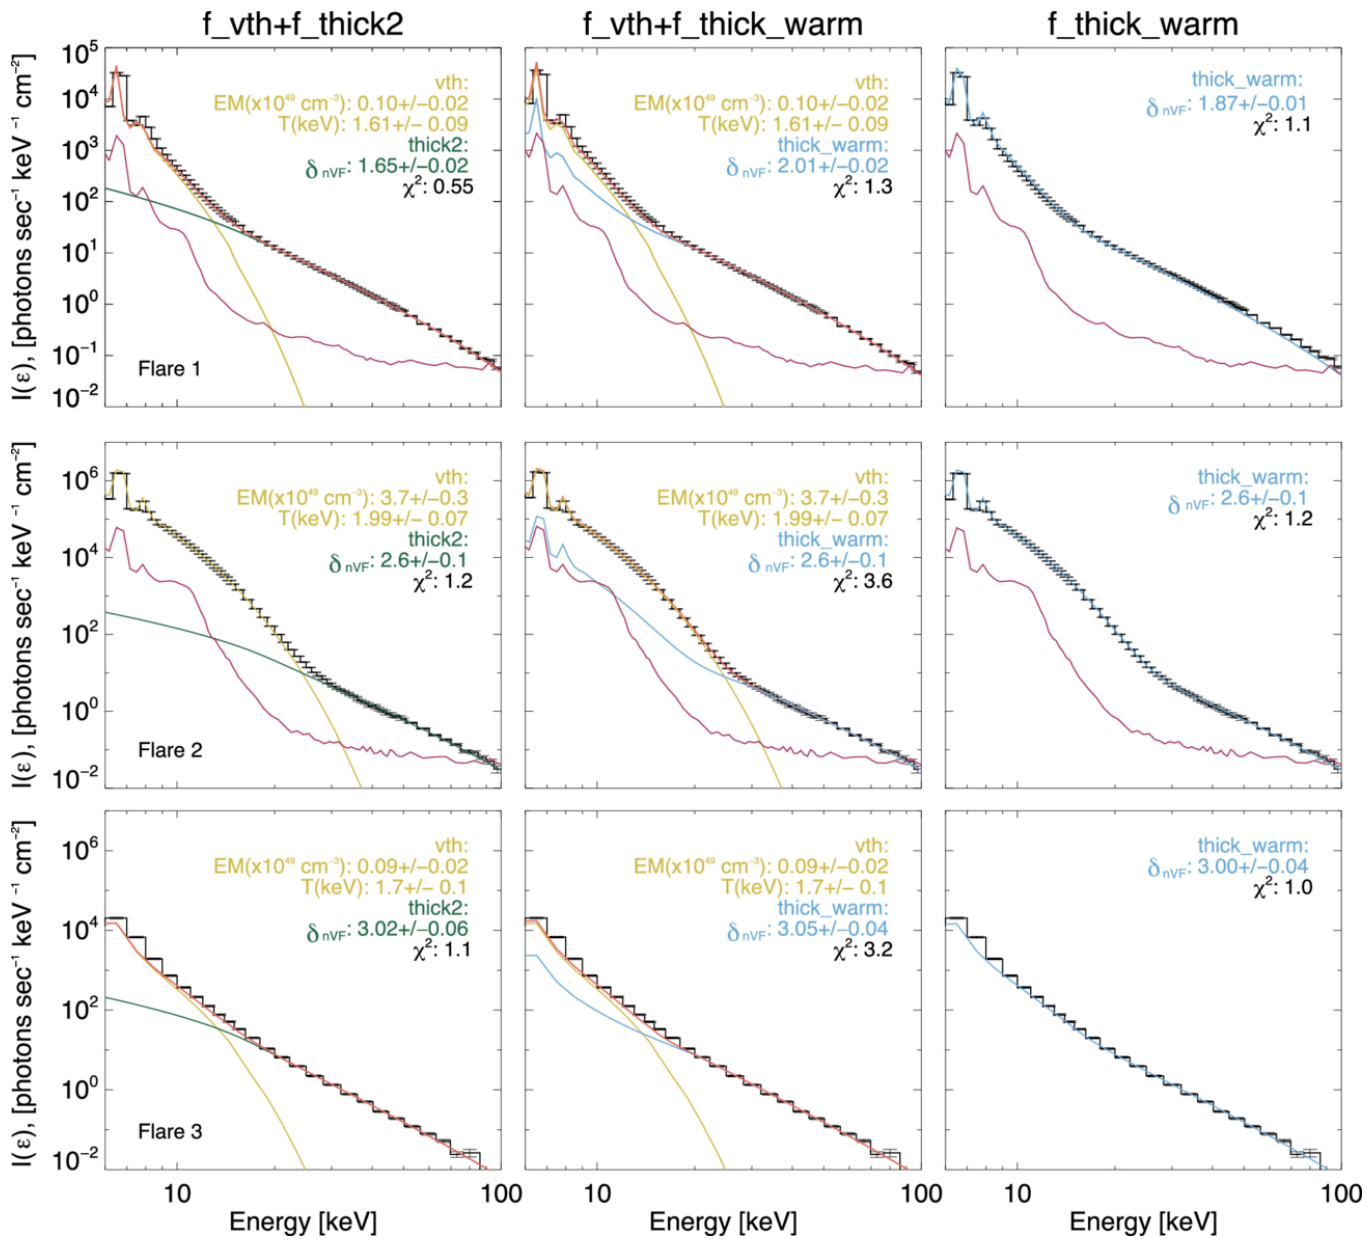 f_vth+f_thick2
f_vth+f_thick_warm
f_thick_warm
I(ε), [photons sec⁻¹ keV ⁻¹ cm⁻²]
10⁵
10⁴
10³
10²
10¹
10⁰
10⁻¹
10⁻²
vth:
EM(x10⁴⁹ cm⁻³): 0.10+/−0.02
T(keV): 1.61+/− 0.09
thick2:
δ nVF: 1.65+/−0.02
χ²: 0.55
Flare 1
vth:
EM(x10⁴⁹ cm⁻³): 0.10+/−0.02
T(keV): 1.61+/− 0.09
thick_warm:
δ nVF: 2.01+/−0.02
χ²: 1.3
thick_warm:
δ nVF: 1.87+/−0.01
χ²: 1.1
I(ε), [photons sec⁻¹ keV ⁻¹ cm⁻²]
10⁶
10⁴
10²
10⁰
10⁻²
vth:
EM(x10⁴⁹ cm⁻³): 3.7+/−0.3
T(keV): 1.99+/− 0.07
thick2:
δ nVF: 2.6+/−0.1
χ²: 1.2
Flare 2
vth:
EM(x10⁴⁹ cm⁻³): 3.7+/−0.3
T(keV): 1.99+/− 0.07
thick_warm:
δ nVF: 2.6+/−0.1
χ²: 3.6
thick_warm:
δ nVF: 2.6+/−0.1
χ²: 1.2
I(ε), [photons sec⁻¹ keV ⁻¹ cm⁻²]
10⁶
10⁴
10²
10⁰
10⁻²
vth:
EM(x10⁴⁹ cm⁻³): 0.09+/−0.02
T(keV): 1.7+/− 0.1
thick2:
δ nVF: 3.02+/−0.06
χ²: 1.1
Flare 3
vth:
EM(x10⁴⁹ cm⁻³): 0.09+/−0.02
T(keV): 1.7+/− 0.1
thick_warm:
δ nVF: 3.05+/−0.04
χ²: 3.2
thick_warm:
δ nVF: 3.00+/−0.04
χ²: 1.0
10 100
10 100
10 100
Energy [keV]
Energy [keV]
Energy [keV]